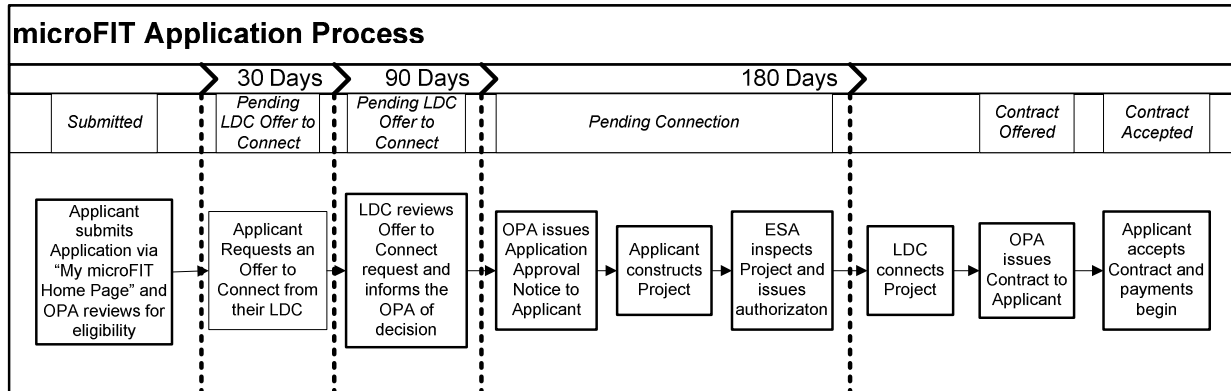 microFIT Application Process
30 Days
90 Days
180 Days
Submitted
Pending
LDC Offer to
Connect
Pending LDC
Offer to
Connect
Pending Connection
Contract
Offered
Contract
Accepted
Applicant
submits
Application via
“My microFIT
Home Page” and
OPA reviews for
eligibility
Applicant
Requests an
Offer to
Connect from
their LDC
LDC reviews
Offer to
Connect
request and
informs the
OPA of
decision
OPA issues
Application
Approval
Notice to
Applicant
Applicant
constructs
Project
ESA
inspects
Project and
issues
authorizaton
LDC
connects
Project
OPA
issues
Contract to
Applicant
Applicant
accepts
Contract and
payments
begin